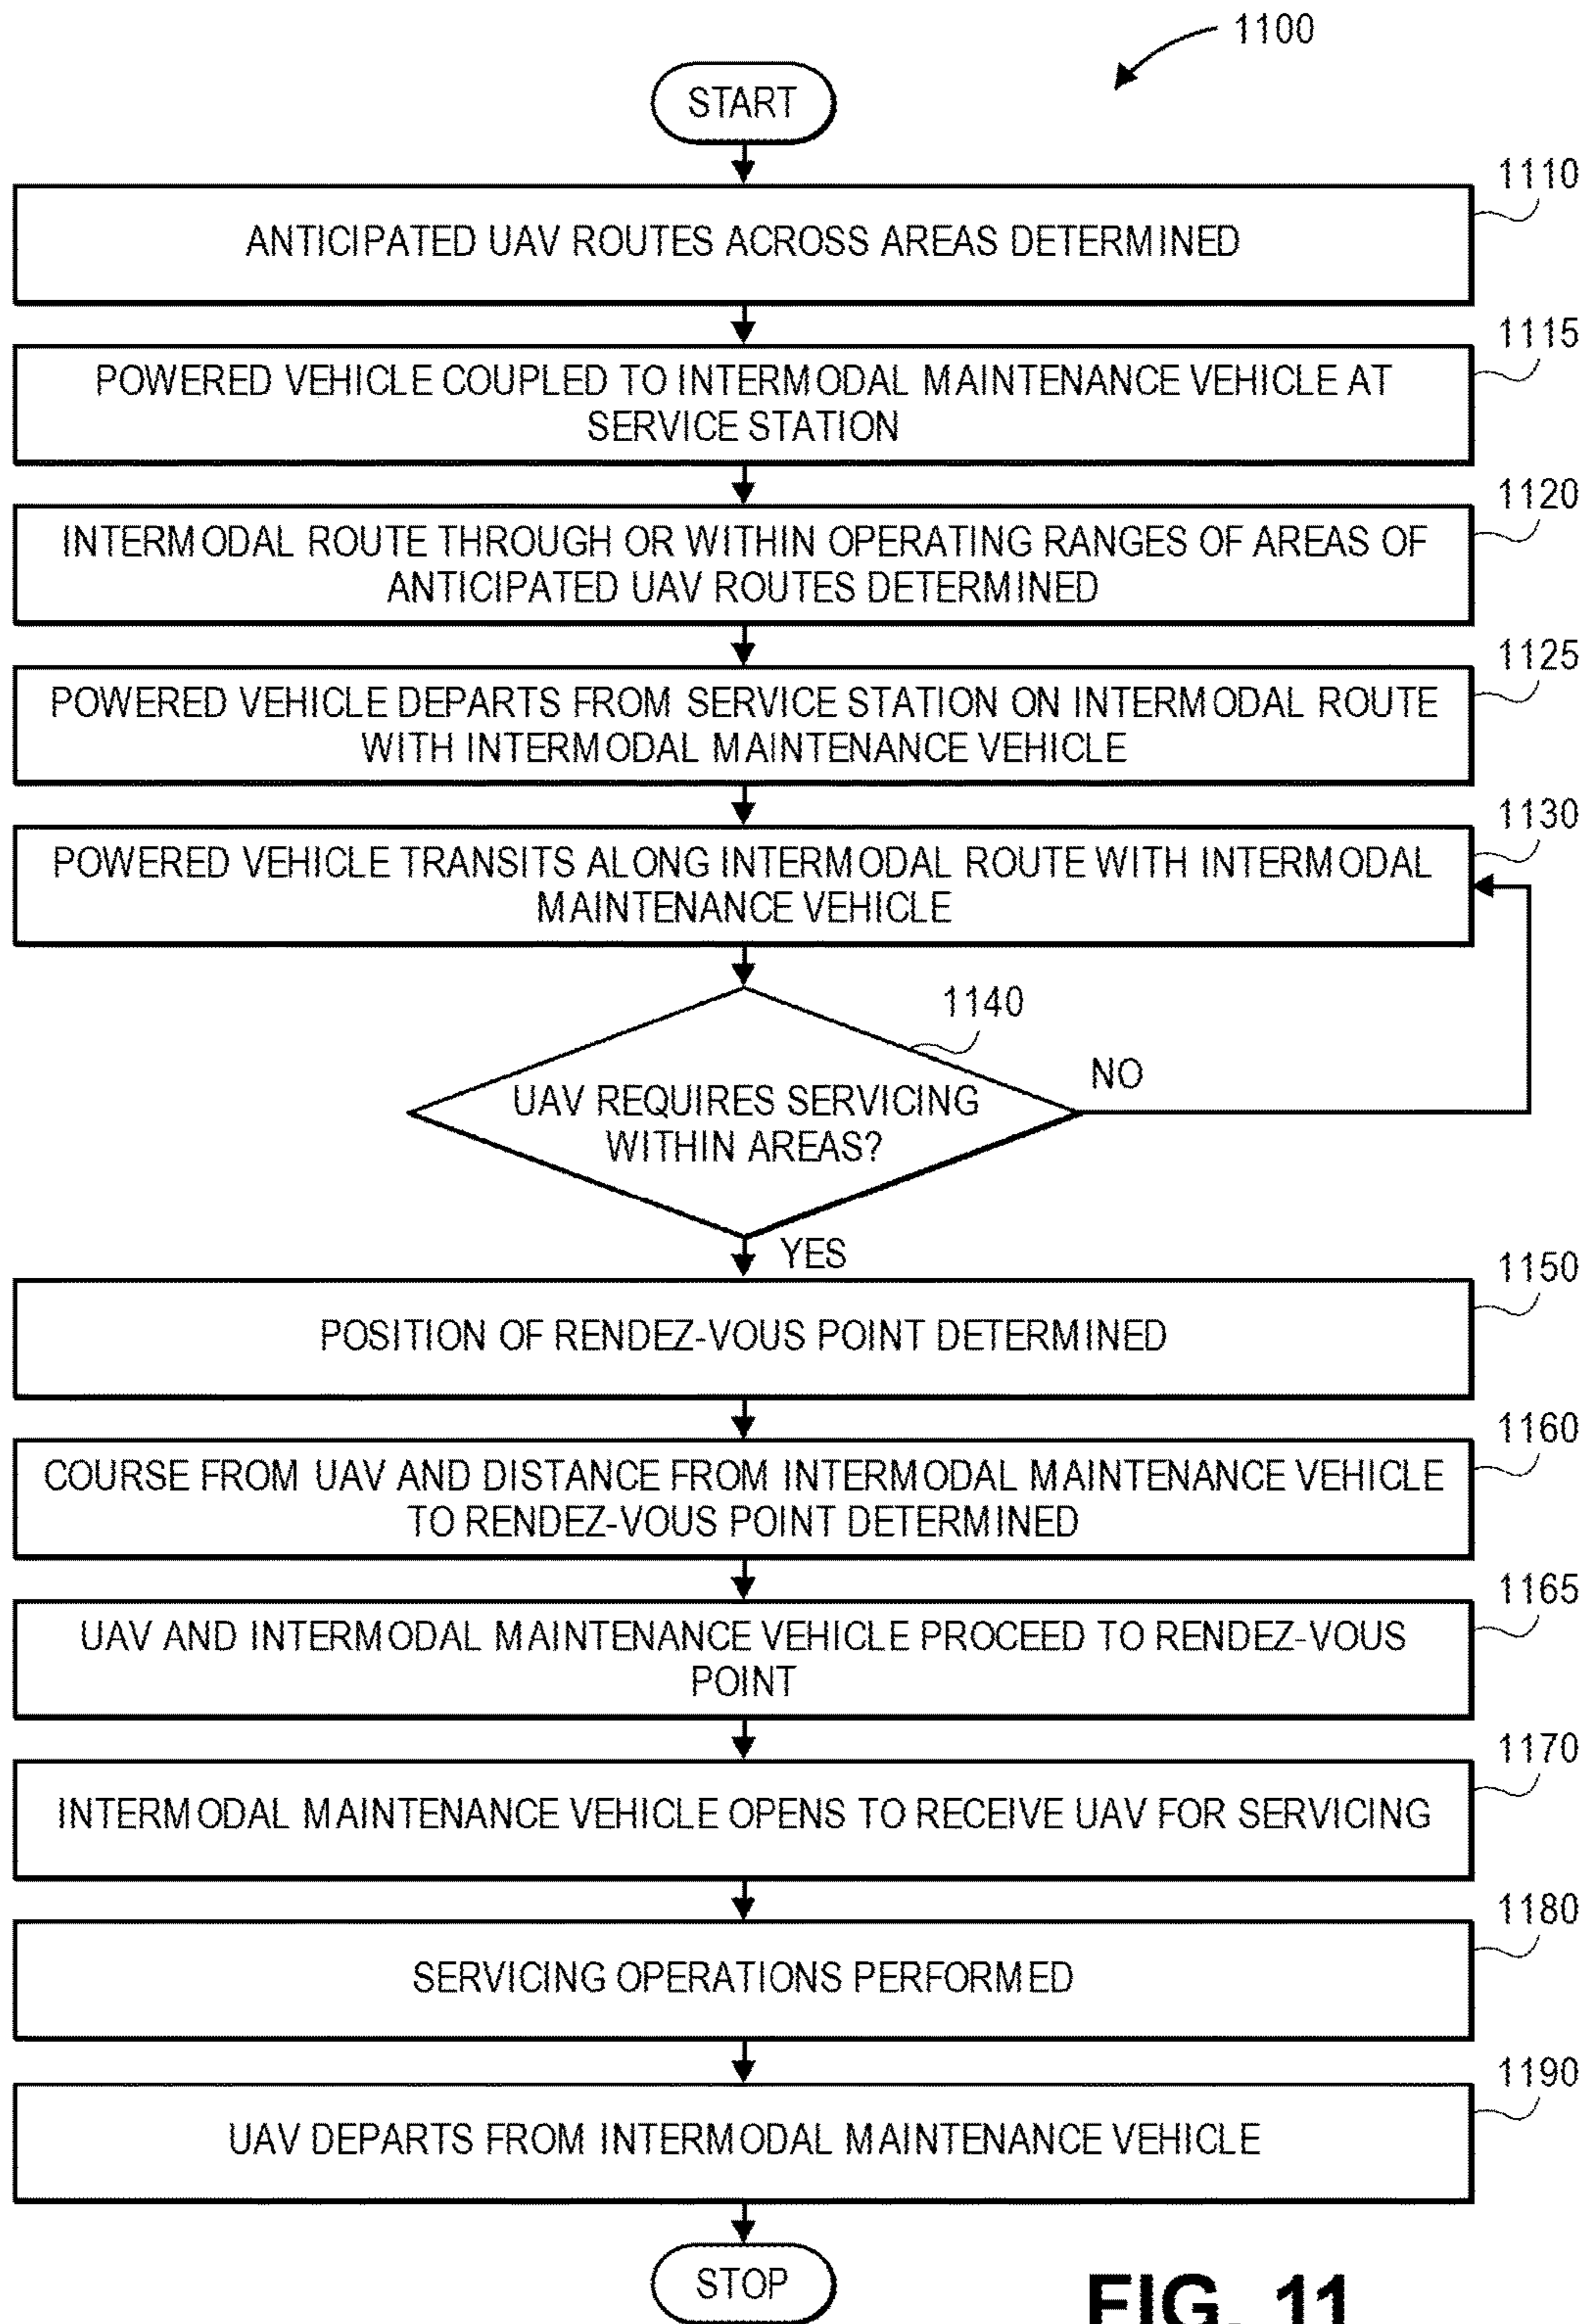 1100
START
1110
ANTICIPATED UAV ROUTES ACROSS AREAS DETERMINED
1115
POWERED VEHICLE COUPLED TO INTERMODAL MAINTENANCE VEHICLE AT
SERVICE STATION
1120
INTERMODAL ROUTE THROUGH OR WITHIN OPERATING RANGES OF AREAS OF
ANTICIPATED UAV ROUTES DETERMINED
1125
POWERED VEHICLE DEPARTS FROM SERVICE STATION ON INTERMODAL ROUTE
WITH INTERMODAL MAINTENANCE VEHICLE
1130
POWERED VEHICLE TRANSITS ALONG INTERMODAL ROUTE WITH INTERMODAL
MAINTENANCE VEHICLE
1140
NO
UAV REQUIRES SERVICING
WITHIN AREAS?
YES
1150
POSITION OF RENDEZ-VOUS POINT DETERMINED
1160
COURSE FROM UAV AND DISTANCE FROM INTERMODAL MAINTENANCE VEHICLE
TO RENDEZ-VOUS POINT DETERMINED
1165
UAV AND INTERMODAL MAINTENANCE VEHICLE PROCEED TO RENDEZ-VOUS
POINT
1170
INTERMODAL MAINTENANCE VEHICLE OPENS TO RECEIVE UAV FOR SERVICING
1180
SERVICING OPERATIONS PERFORMED
1190
UAV DEPARTS FROM INTERMODAL MAINTENANCE VEHICLE
STOP
FIG. 11